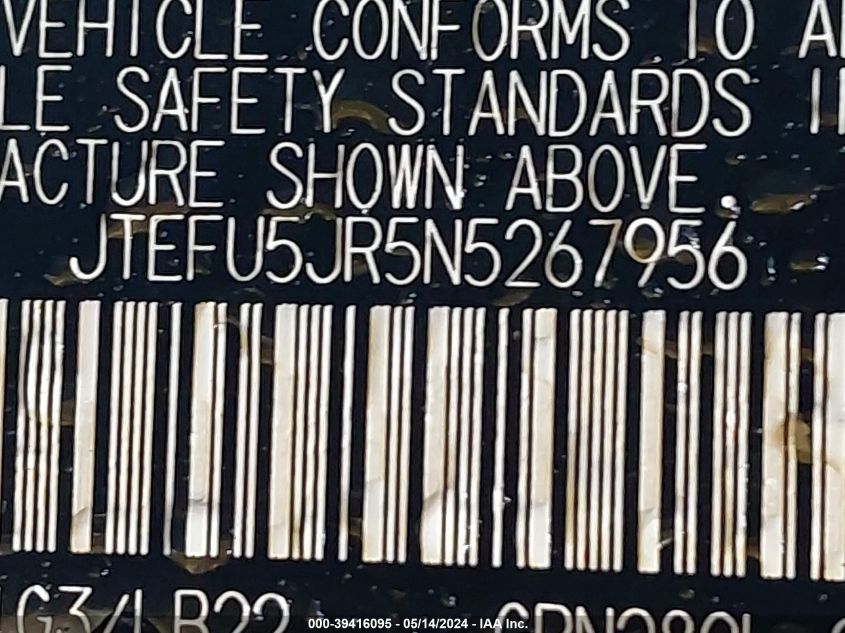 VEHICLE CONFORMS TO
LE SAFETY STANDARDS
ACTURE SHOWN ABOVE.
JTEFU5JR5N5267956
000-39416095 - 05/14/2024 - IAA Inc.